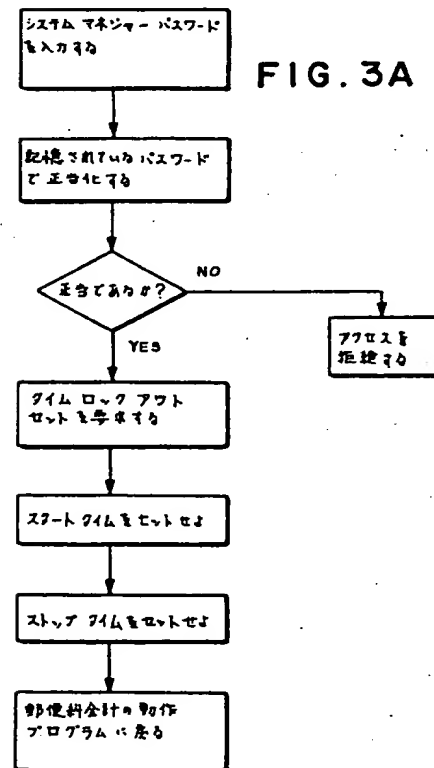 システム マネジャー パスワード
を入力する
FIG. 3A
記憶されている パスワード
で 正当化する
正当であるか?
NO
YES
アクセスを
拒絶する
タイム ロック アウト
セットを要求する
スタート タイムをセットせよ
ストップ タイムをセットせよ
郵便料金計の動作
プログラムに戻る